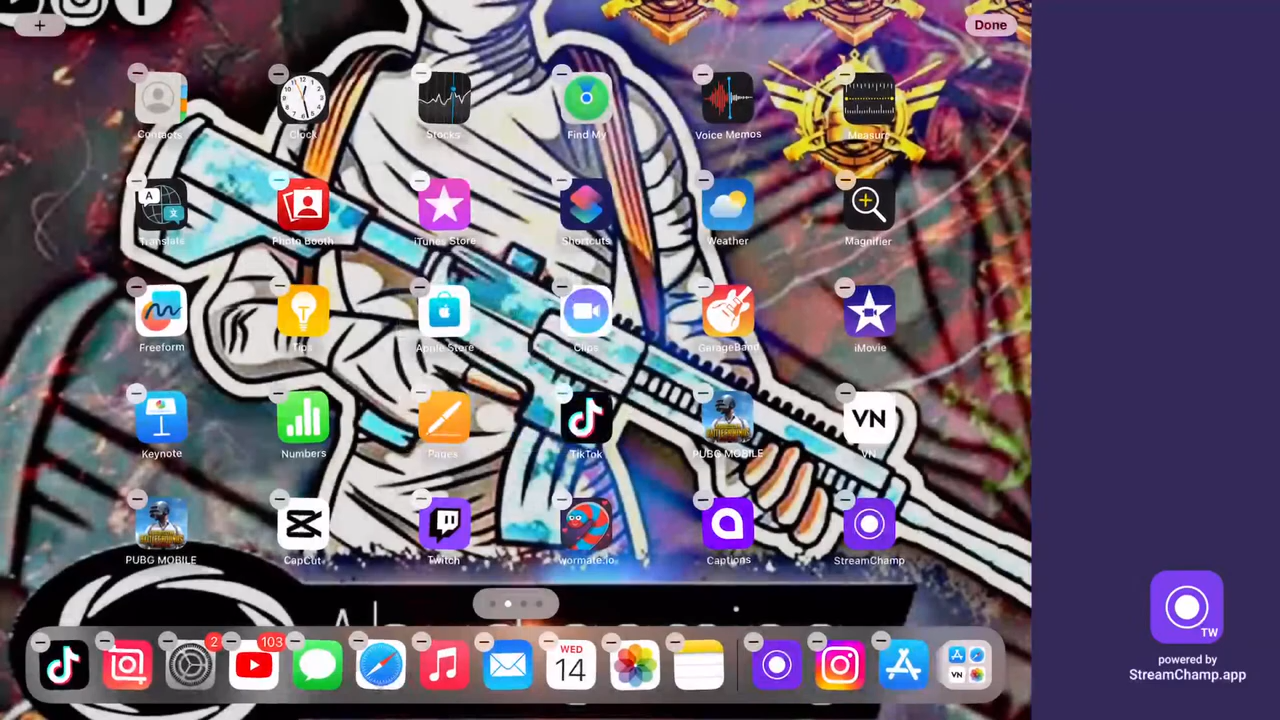 +
Done
Contacts
Clock
Stocks
Find My
Voice Memos
Measure
Translate
Photo Booth
iTunes Store
Shortcuts
Weather
Magnifier
Freeform
Tips
Apple Store
Clips
GarageBand
iMovie
Keynote
Numbers
Pages
TikTok
PUBG MOBILE
VN
VN
PUBG MOBILE
CapCut
Twitch
wormate.io
Captions
StreamChamp
2
103
WED
14
VN
TW
powered by
StreamChamp.app